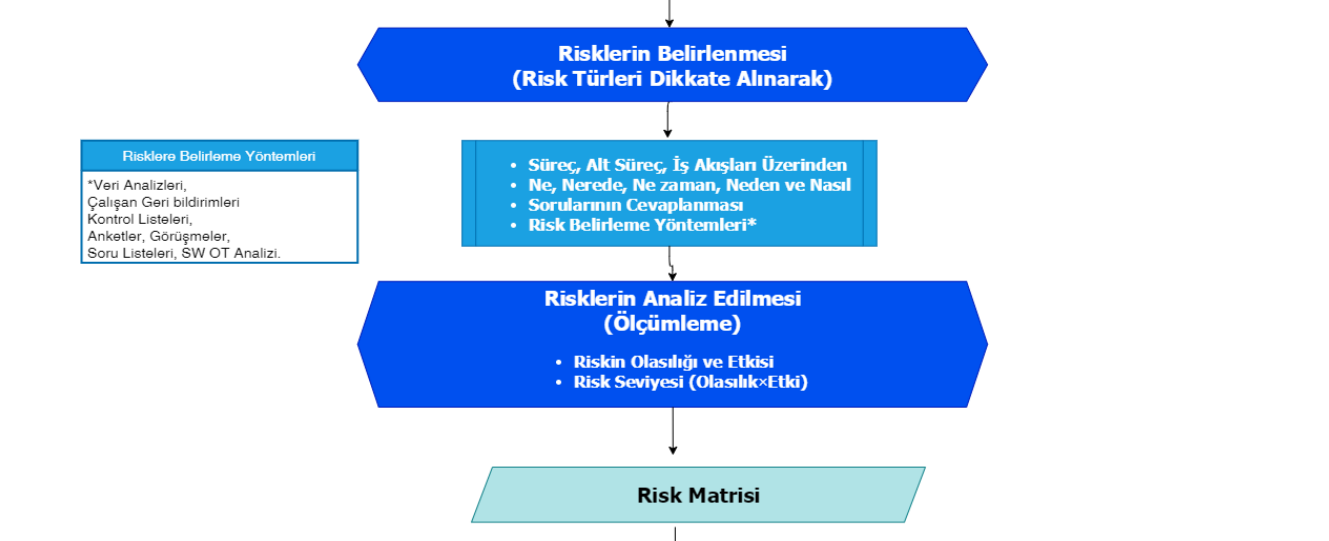 Risklerin Belirlenmesi
(Risk Türleri Dikkate Alınarak)
Risklere Belirleme Yöntemleri
*Veri Analizleri,
Çalışan Geri bildirimleri
Kontrol Listeleri,
Anketler, Görüşmeler,
Soru Listeleri, SW OT Analizi.
• Süreç, Alt Süreç, İş Akışları Üzerinden
• Ne, Nerede, Ne zaman, Neden ve Nasıl
• Sorularının Cevaplanması
• Risk Belirleme Yöntemleri*
Risklerin Analiz Edilmesi
(Ölçümleme)
• Riskin Olasılığı ve Etkisi
• Risk Seviyesi (Olasılık×Etki)
Risk Matrisi